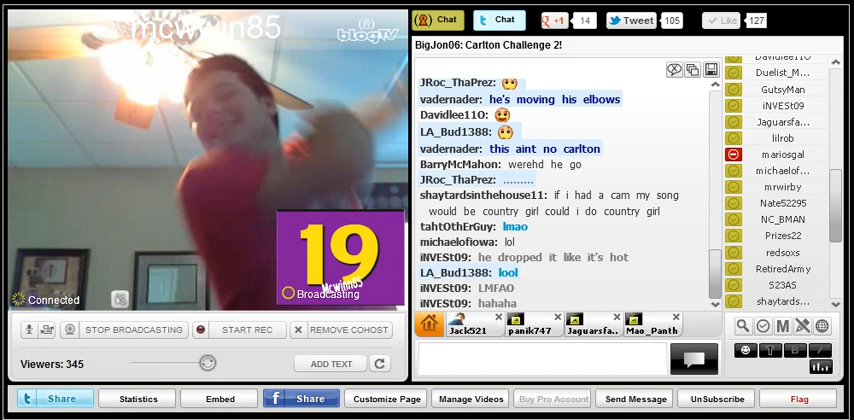 mcwwin85
blogTV
19
Mcwinn85
Connected
Broadcasting
STOP BROADCASTING
START REC
REMOVE COHOST
Viewers: 345
ADD TEXT
Chat
Chat
+1
14
Tweet
105
Like
127
BigJon06: Carlton Challenge 2!
JRoc_ThaPrez:
vadernader: he's moving his elbows
Davidlee11O:
LA_Bud1388:
vadernader: this aint no carlton
BarryMcMahon: werehd he go
JRoc_ThaPrez: .........
shaytardsinthehouse11: if i had a cam my song
would be country girl could i do country girl
tahtOthErGuy: lmao
michaelofiowa: lol
iNVESt09: he dropped it like it's hot
LA_Bud1388: lool
iNVESt09: LMFAO
iNVESt09: hahaha
Davidlee11O
Duelist_M...
GutsyMan
iNVESt09
Jaguarsfa...
lilrob
mariosgal
michaelof...
mrwirby
Nate52295
NC_BMAN
Prizes22
redsoxs
RetiredArmy
S23AS
shaytards...
Jack521
panik747
Jaguarsfa..
Mao_Panth
M
T
B
I
Share
Statistics
Embed
Share
Customize Page
Manage Videos
Buy Pro Account
Send Message
UnSubscribe
Flag